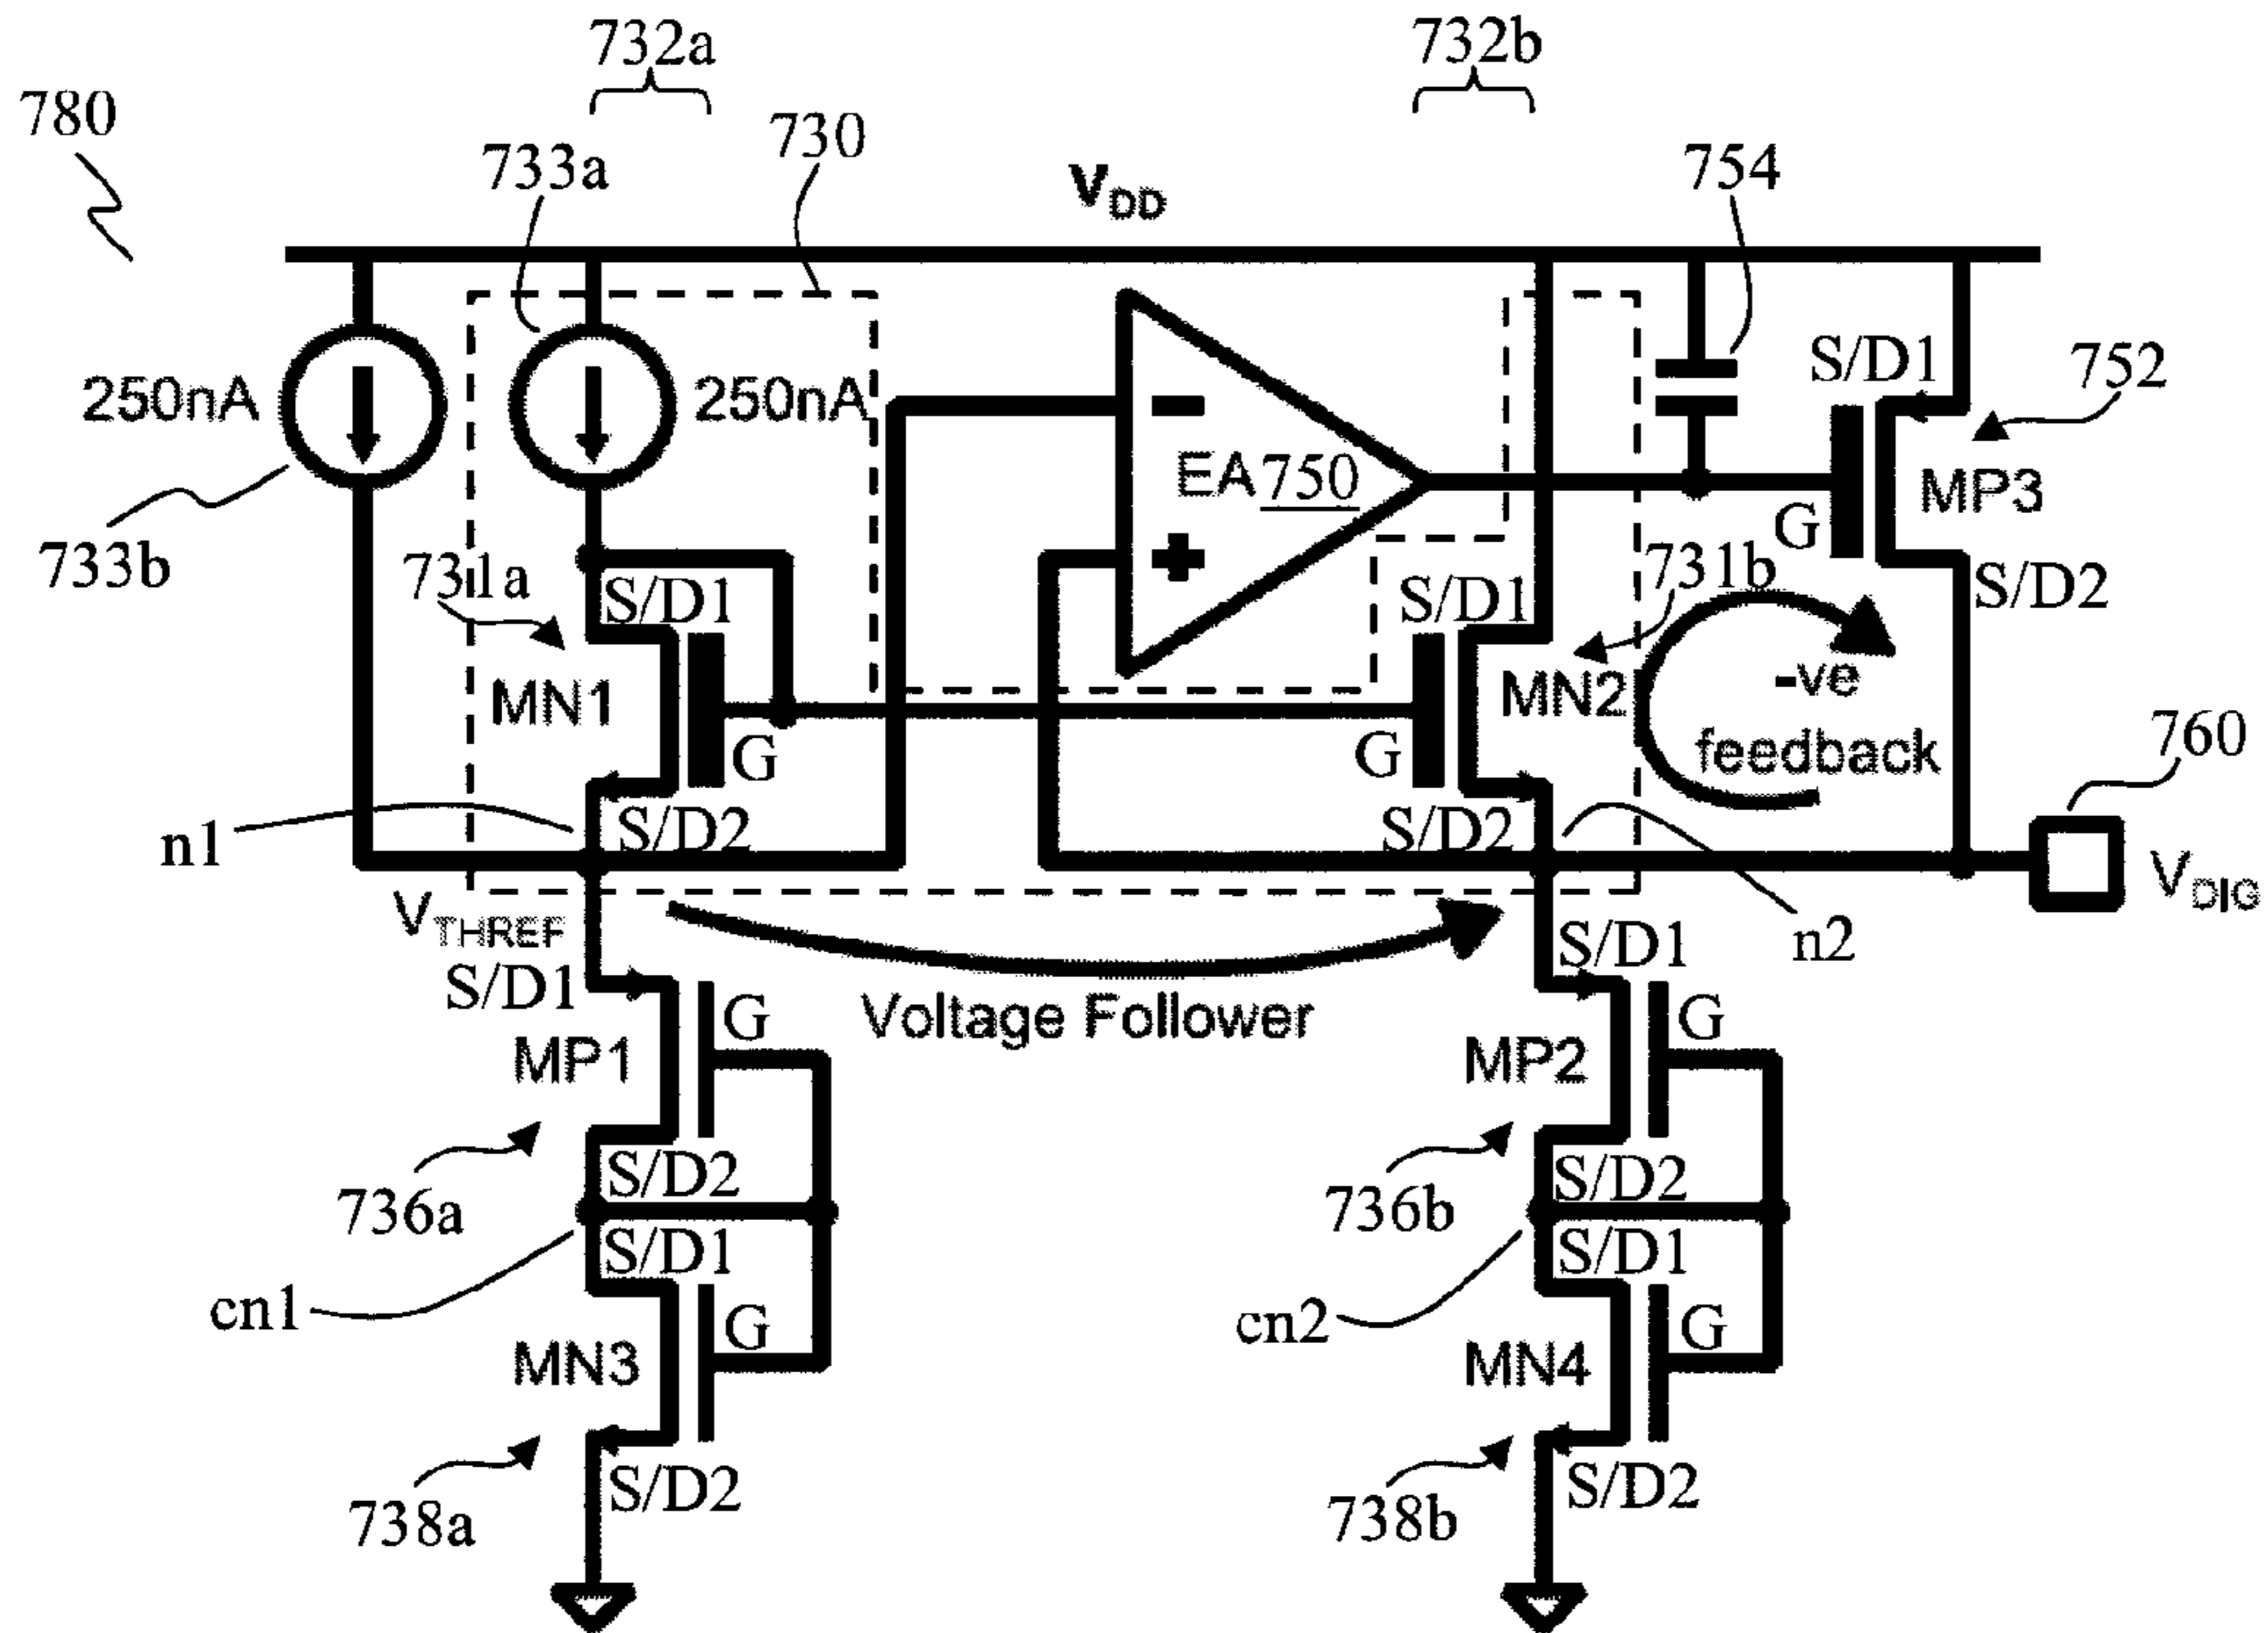 732a
732b
780
733a
730
VDD
754
S/D1
752
250nA
250nA
EA 750
MP3
G
733b
731a
S/D1
S/D1
731b
S/D2
MN1
G
MN2
G
-ve
feedback
760
n1
S/D2
S/D2
VDIG
VTHREF
n2
S/D1
S/D1
G
Voltage Follower
G
MP1
MP2
736a
S/D2
736b
S/D2
S/D1
S/D1
cn1
G
cn2
G
MN3
MN4
738a
S/D2
738b
S/D2